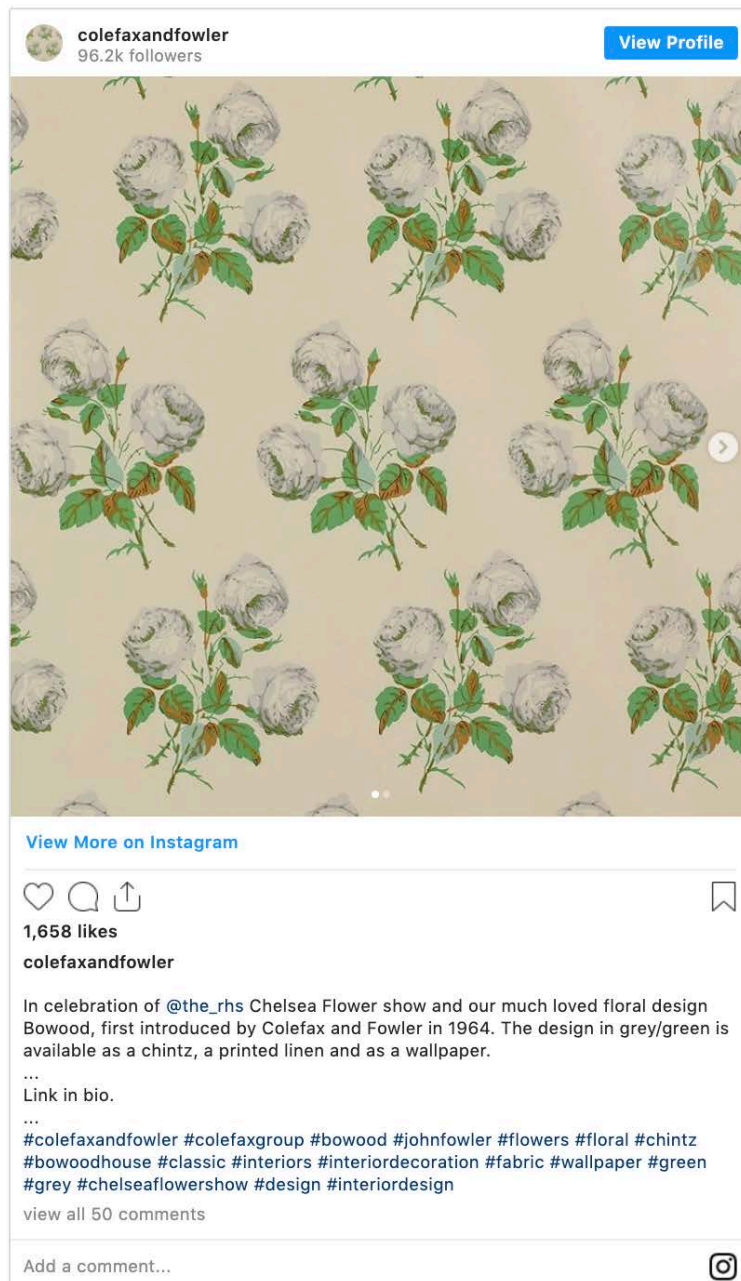 colefaxandfowler
96.2k followers
View Profile
View More on Instagram
1,658 likes
colefaxandfowler
In celebration of @the_rhs Chelsea Flower show and our much loved floral design
Bowood, first introduced by Colefax and Fowler in 1964. The design in grey/green is
available as a chintz, a printed linen and as a wallpaper.
...
Link in bio.
...
#colefaxandfowler #colefaxgroup #bowood #johnfowler #flowers #floral #chintz
#bowoodhouse #classic #interiors #interiordecoration #fabric #wallpaper #green
#grey #chelseaflowershow #design #interiordesign
view all 50 comments
Add a comment...